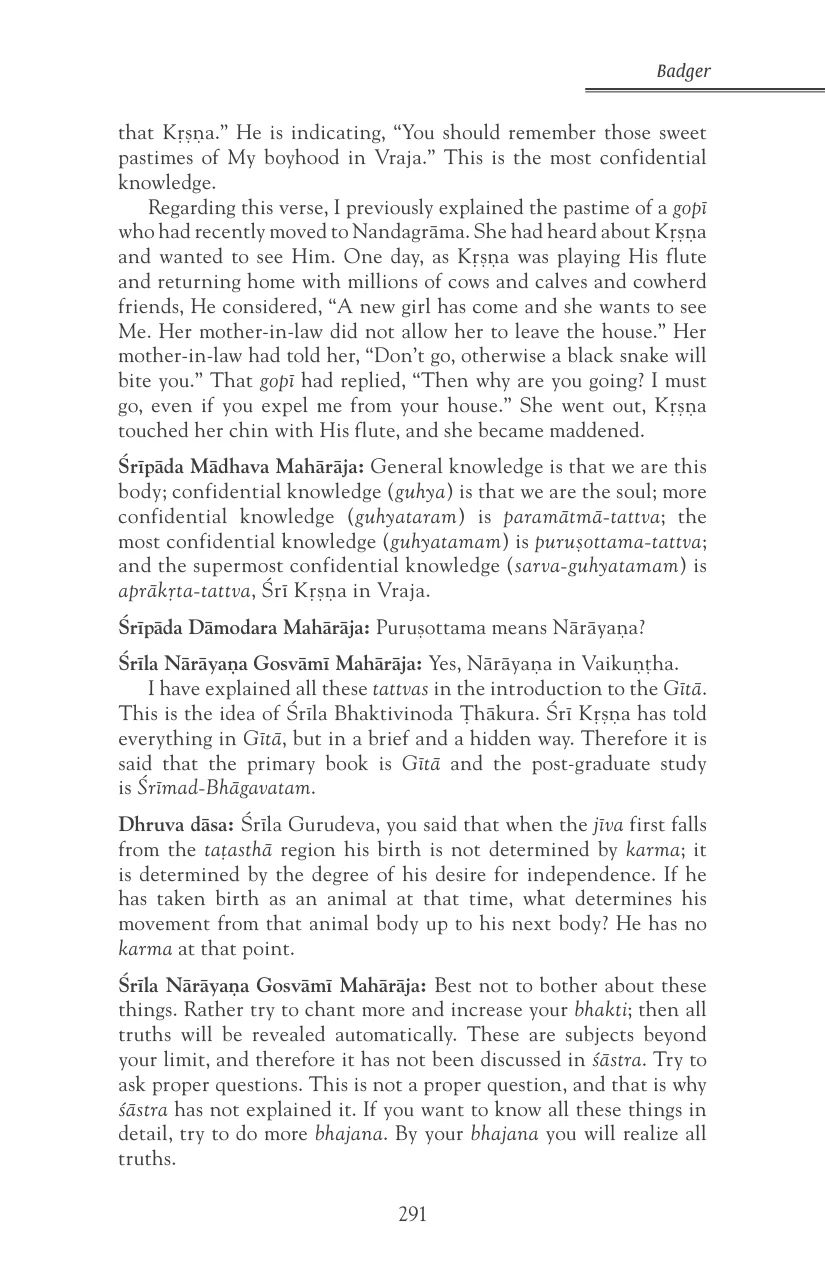 Badger
that Kṛṣṇa.” He is indicating, “You should remember those sweet
pastimes of My boyhood in Vraja.” This is the most confidential
knowledge.
Regarding this verse, I previously explained the pastime of a gopī
who had recently moved to Nandagrāma. She had heard about Kṛṣṇa
and wanted to see Him. One day, as Kṛṣṇa was playing His flute
and returning home with millions of cows and calves and cowherd
friends, He considered, “A new girl has come and she wants to see
Me. Her mother-in-law did not allow her to leave the house.” Her
mother-in-law had told her, “Don’t go, otherwise a black snake will
bite you.” That gopī had replied, “Then why are you going? I must
go, even if you expel me from your house.” She went out, Kṛṣṇa
touched her chin with His flute, and she became maddened.
Śrīpāda Mādhava Mahārāja: General knowledge is that we are this
body; confidential knowledge (guhya) is that we are the soul; more
confidential knowledge (guhyataram) is paramātmā-tattva; the
most confidential knowledge (guhyatamam) is puruṣottama-tattva;
and the supermost confidential knowledge (sarva-guhyatamam) is
aprākṛta-tattva, Śrī Kṛṣṇa in Vraja.
Śrīpāda Dāmodara Mahārāja: Puruṣottama means Nārāyaṇa?
Śrīla Nārāyaṇa Gosvāmī Mahārāja: Yes, Nārāyaṇa in Vaikuṇṭha.
I have explained all these tattvas in the introduction to the Gītā.
This is the idea of Śrīla Bhaktivinoda Ṭhākura. Śrī Kṛṣṇa has told
everything in Gītā, but in a brief and a hidden way. Therefore it is
said that the primary book is Gītā and the post-graduate study
is Śrīmad-Bhāgavatam.
Dhruva dāsa: Śrīla Gurudeva, you said that when the jīva first falls
from the taṭasthā region his birth is not determined by karma; it
is determined by the degree of his desire for independence. If he
has taken birth as an animal at that time, what determines his
movement from that animal body up to his next body? He has no
karma at that point.
Śrīla Nārāyaṇa Gosvāmī Mahārāja: Best not to bother about these
things. Rather try to chant more and increase your bhakti; then all
truths will be revealed automatically. These are subjects beyond
your limit, and therefore it has not been discussed in śāstra. Try to
ask proper questions. This is not a proper question, and that is why
śāstra has not explained it. If you want to know all these things in
detail, try to do more bhajana. By your bhajana you will realize all
truths.
291